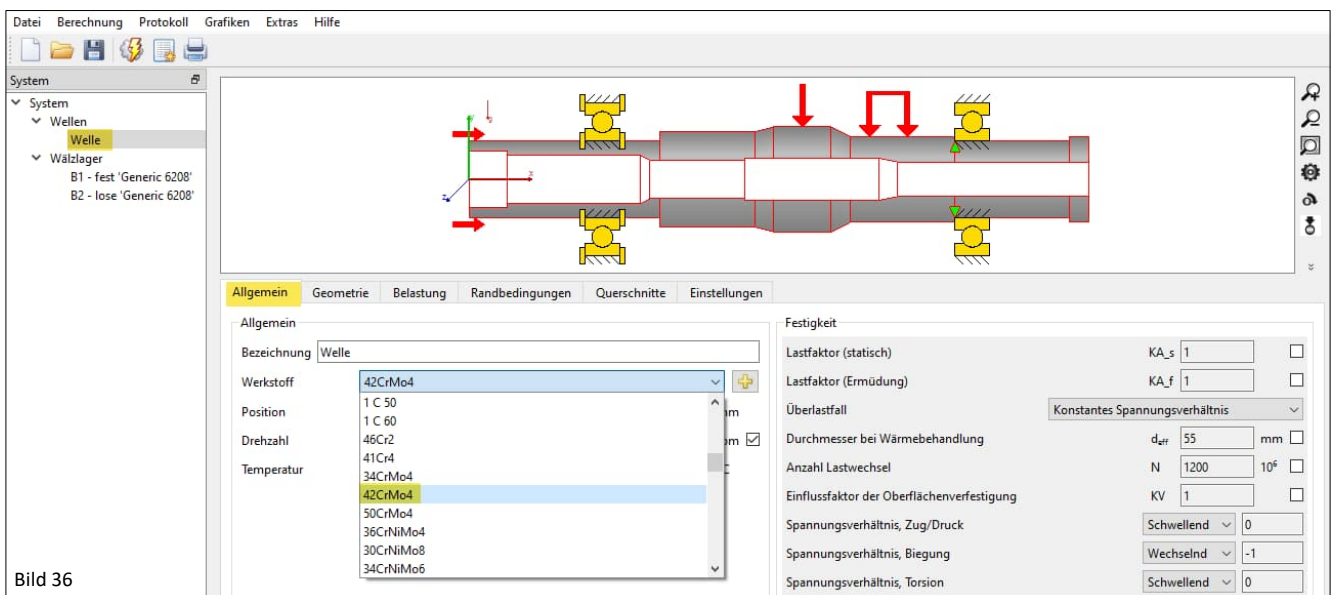 Datei Berechnung Protokoll Grafiken Extras Hilfe
System
System
Wellen
Welle
Wälzlager
B1 - fest 'Generic 6208'
B2 - lose 'Generic 6208'
y
x
z
Allgemein Geometrie Belastung Randbedingungen Querschnitte Einstellungen
Allgemein
Bezeichnung Welle
Werkstoff 42CrMo4
Position
Drehzahl
Temperatur
1 C 50
1 C 60
46Cr2
41Cr4
34CrMo4
42CrMo4
50CrMo4
36CrNiMo4
30CrNiMo8
34CrNiMo6
Festigkeit
Lastfaktor (statisch) KA_s 1
Lastfaktor (Ermüdung) KA_f 1
Überlastfall Konstantes Spannungsverhältnis
Durchmesser bei Wärmebehandlung deff 55 mm
Anzahl Lastwechsel N 1200 10⁶
Einflussfaktor der Oberflächenverfestigung KV 1
Spannungsverhältnis, Zug/Druck Schwellend 0
Spannungsverhältnis, Biegung Wechselnd -1
Spannungsverhältnis, Torsion Schwellend 0
Bild 36